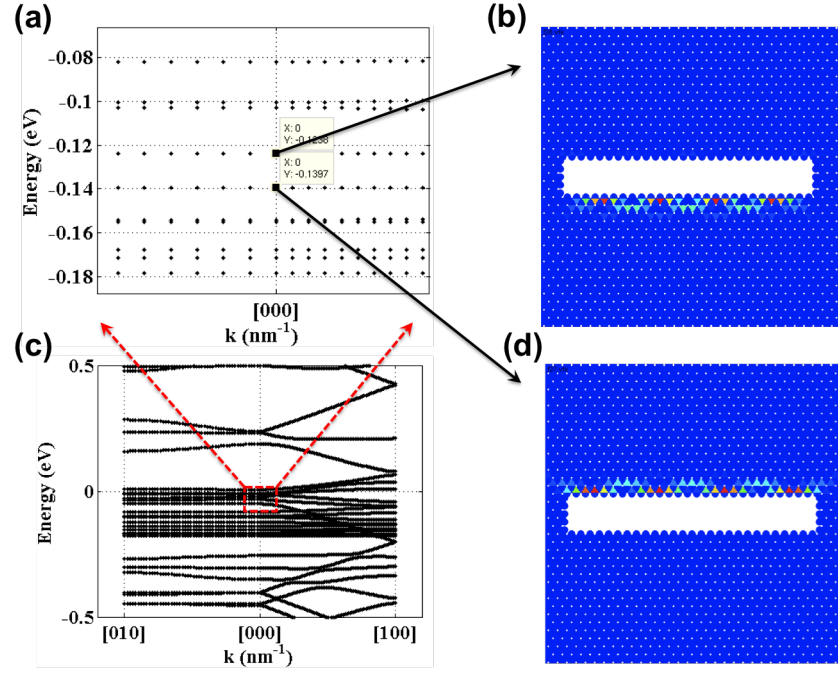 (a)
Energy (eV)
-0.08
-0.1
-0.12
-0.14
-0.16
-0.18
X: 0
Y: -0.1238
X: 0
Y: -0.1397
[000]
k (nm⁻¹)
(b)
(c)
Energy (eV)
0.5
0
-0.5
[010]
[000]
[100]
k (nm⁻¹)
(d)